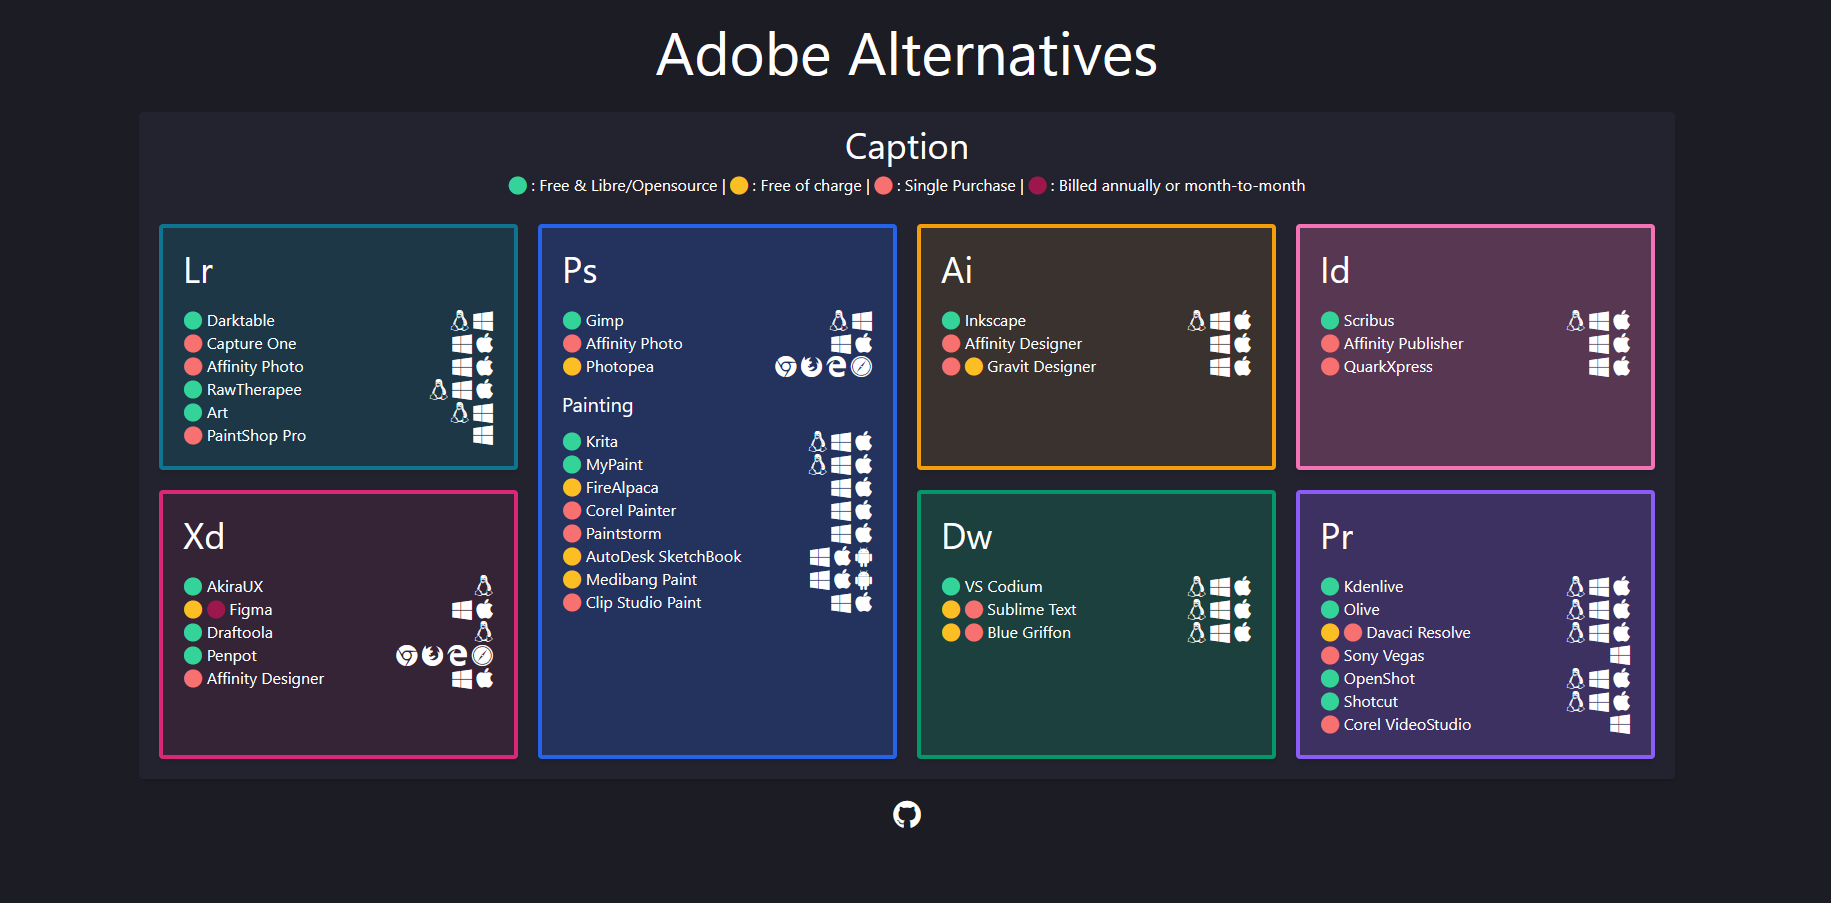 Adobe Alternatives
Caption
: Free & Libre/Opensource | : Free of charge | : Single Purchase | : Billed annually or month-to-month
Lr
Darktable
Capture One
Affinity Photo
RawTherapee
Art
PaintShop Pro
Ps
Gimp
Affinity Photo
Photopea
Painting
Krita
MyPaint
FireAlpaca
Corel Painter
Paintstorm
AutoDesk SketchBook
Medibang Paint
Clip Studio Paint
Ai
Inkscape
Affinity Designer
Gravit Designer
Id
Scribus
Affinity Publisher
QuarkXpress
Xd
AkiraUX
Figma
Draftoola
Penpot
Affinity Designer
Dw
VS Codium
Sublime Text
Blue Griffon
Pr
Kdenlive
Olive
Davaci Resolve
Sony Vegas
OpenShot
Shotcut
Corel VideoStudio